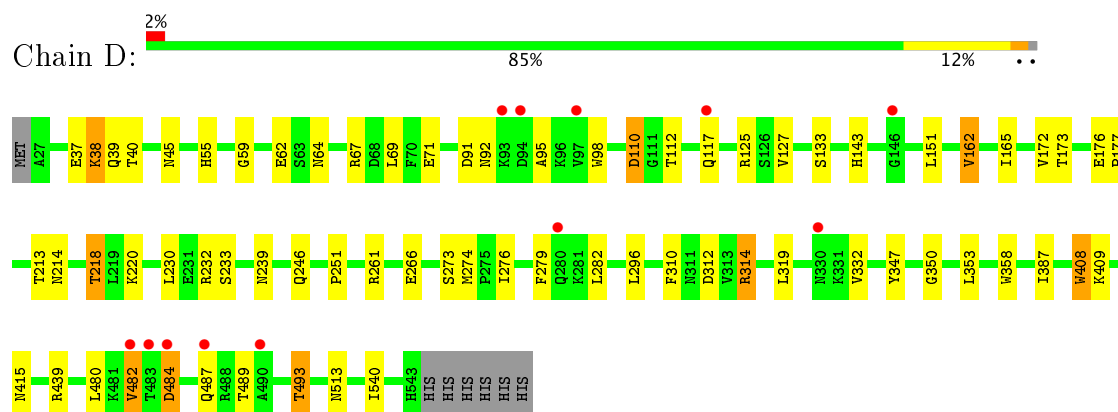 2%
Chain D:
85% 12% • •
MET A27 E37 K38 Q39 T40 N45 H55 G59 E62 S63 N64 R67 D68 L69 F70 E71 D91 N92 K93 D94 A95 K96 V97 W98 D110 G111 T112 Q117 R125 S126 V127 S133 H143 G146 L151 V162 I165 V172 T173 E176
T213 N214 T218 L219 K220 L230 E231 R232 S233 N239 Q246 P251 R261 E266 S273 M274 P275 I276 F279 Q280 K281 L282 L296 F310 N311 D312 V313 R314 L319 N330 K331 V332 Y347 G350 L353 W358 I387 W408 K409
N415 R439 L480 K481 V482 T483 D484 Q487 R488 T489 A490 T493 N513 I540 H543 HIS HIS HIS HIS HIS HIS